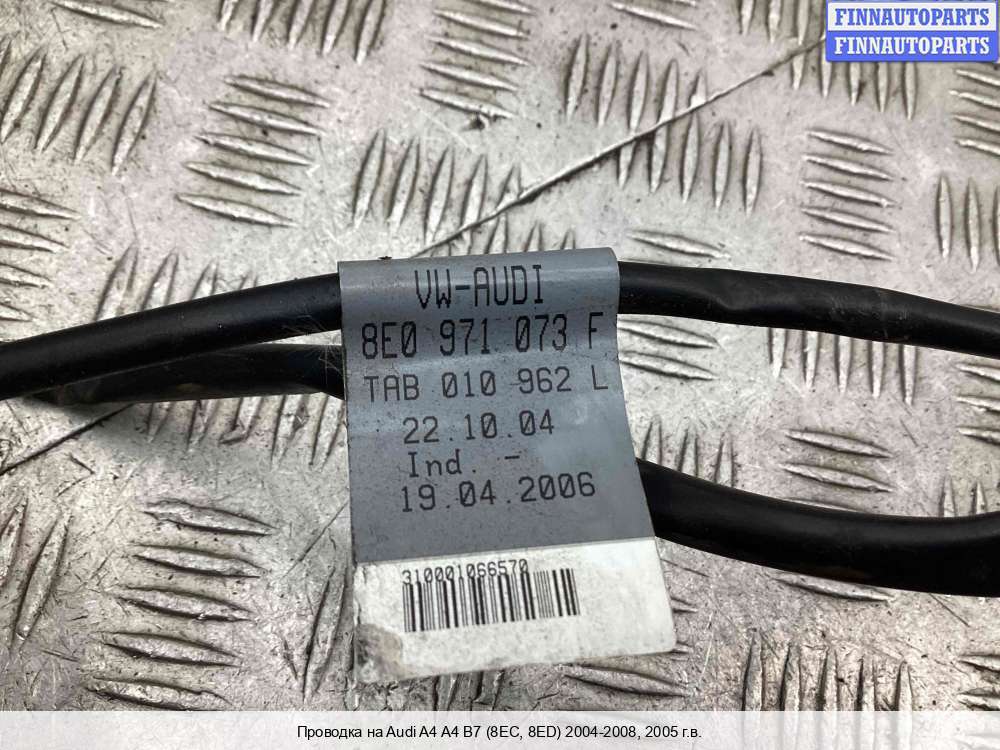 FINNAUTOPARTS
FINNAUTOPARTS
VW-AUDI
8E0 971 073 F
TAB 010 962 L
22.10.04
Ind. -
19.04.2006
310001066570
Проводка на Audi A4 A4 B7 (8EC, 8ED) 2004-2008, 2005 г.в.